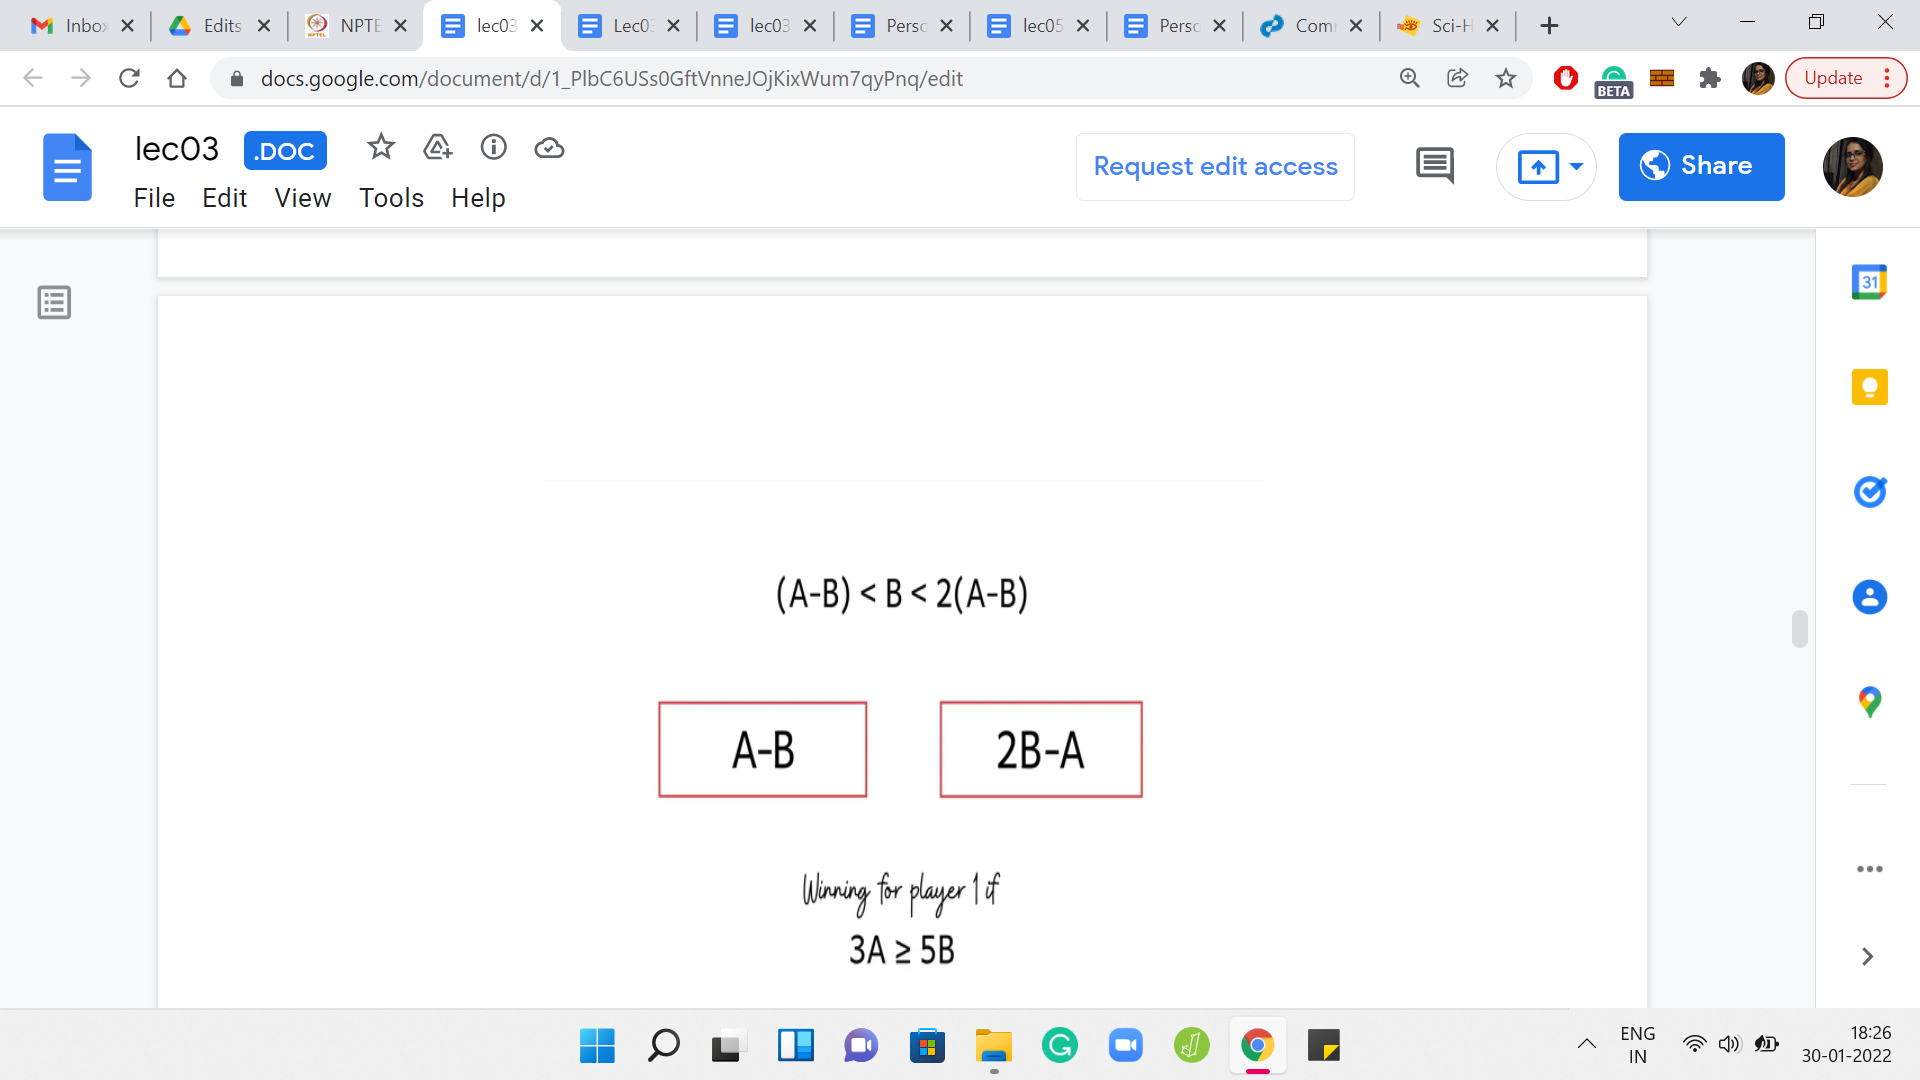 Inbox Edits NPTE lec03 Lec03 lec03 Perso lec05 Perso Com Sci-H
docs.google.com/document/d/1_PlbC6USs0GftVnneJOjKixWum7qyPnq/edit
BETA
Update
lec03 .DOC
Request edit access
Share
File Edit View Tools Help
31
(A-B) < B < 2(A-B)
A-B 2B-A
Winning for player 1 if
3A ≥ 5B
ENG
IN
18:26
30-01-2022